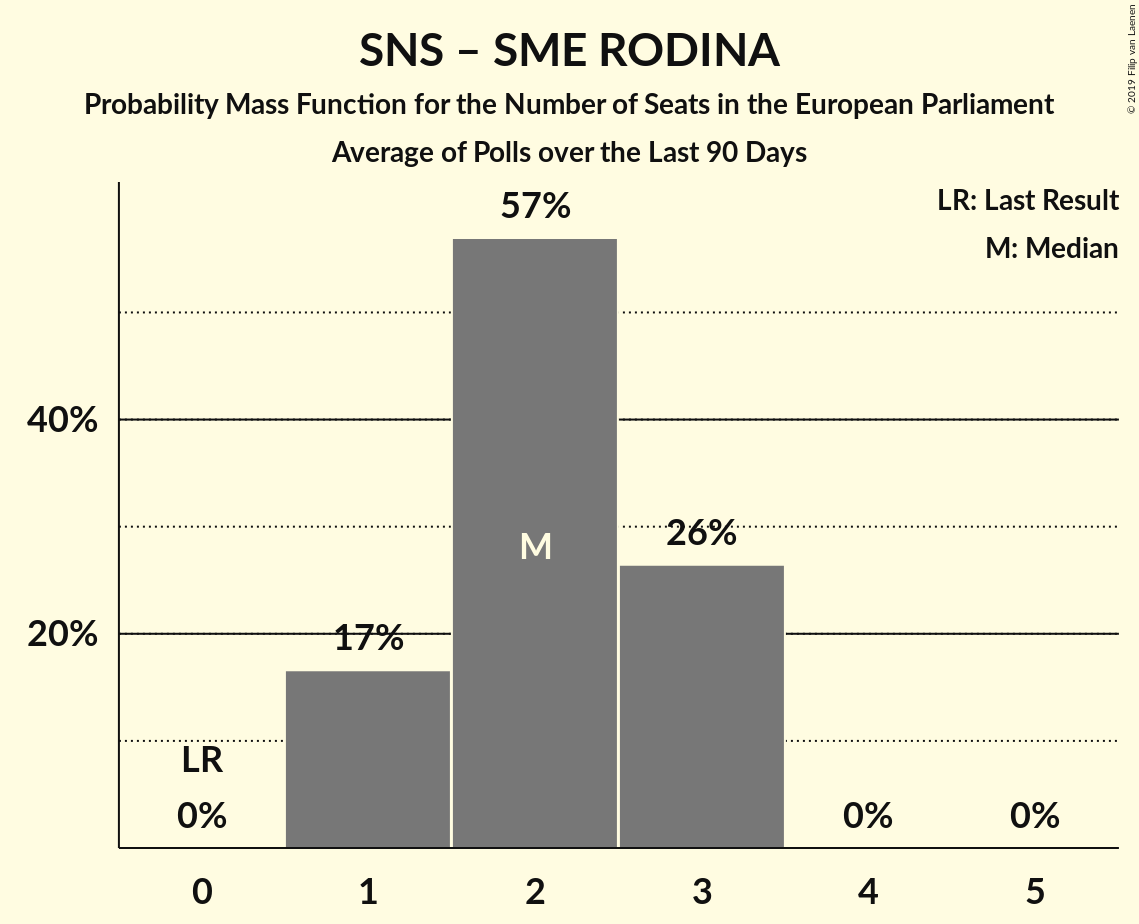 SNS – SME RODINA
Probability Mass Function for the Number of Seats in the European Parliament
Average of Polls over the Last 90 Days
© 2019 Filip van Laenen
LR: Last Result
M: Median
57%
40%
M
26%
20%
17%
LR
0%
0%
0%
0 1 2 3 4 5